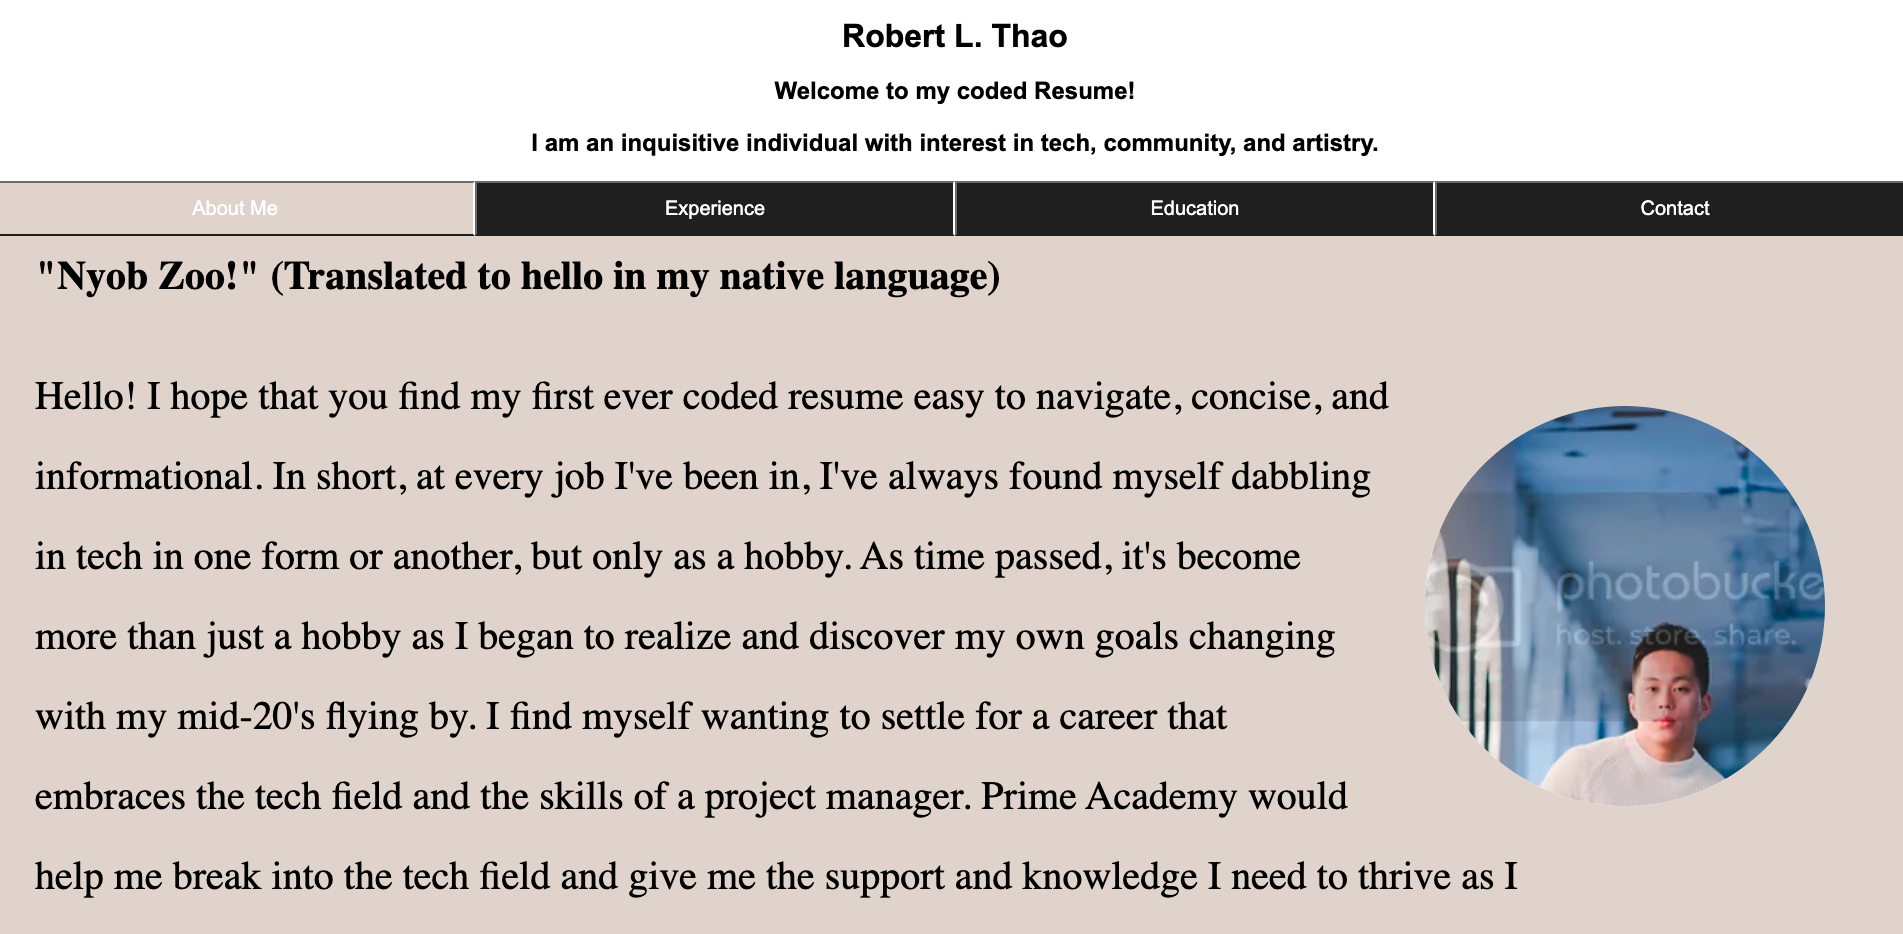 Robert L. Thao
Welcome to my coded Resume!
I am an inquisitive individual with interest in tech, community, and artistry.
About Me
Experience
Education
Contact
"Nyob Zoo!" (Translated to hello in my native language)
Hello! I hope that you find my first ever coded resume easy to navigate, concise, and
informational. In short, at every job I've been in, I've always found myself dabbling
in tech in one form or another, but only as a hobby. As time passed, it's become
more than just a hobby as I began to realize and discover my own goals changing
with my mid-20's flying by. I find myself wanting to settle for a career that
embraces the tech field and the skills of a project manager. Prime Academy would
help me break into the tech field and give me the support and knowledge I need to thrive as I
photobucke
host. store. share.